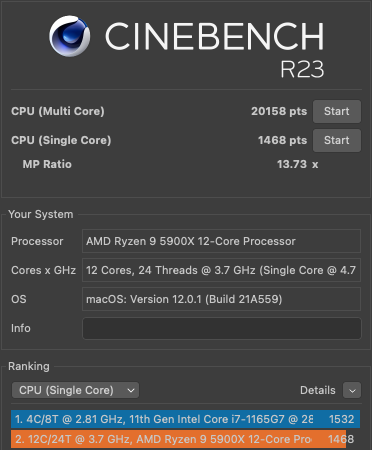 CINEBENCH
R23
CPU (Multi Core) 20158 pts Start
CPU (Single Core) 1468 pts Start
MP Ratio 13.73 x
Your System
Processor AMD Ryzen 9 5900X 12-Core Processor
Cores x GHz 12 Cores, 24 Threads @ 3.7 GHz (Single Core @ 4.7
OS macOS: Version 12.0.1 (Build 21A559)
Info
Ranking
CPU (Single Core) Details
1. 4C/8T @ 2.81 GHz, 11th Gen Intel Core i7-1165G7 @ 28 1532
2. 12C/24T @ 3.7 GHz, AMD Ryzen 9 5900X 12-Core Pro 1468